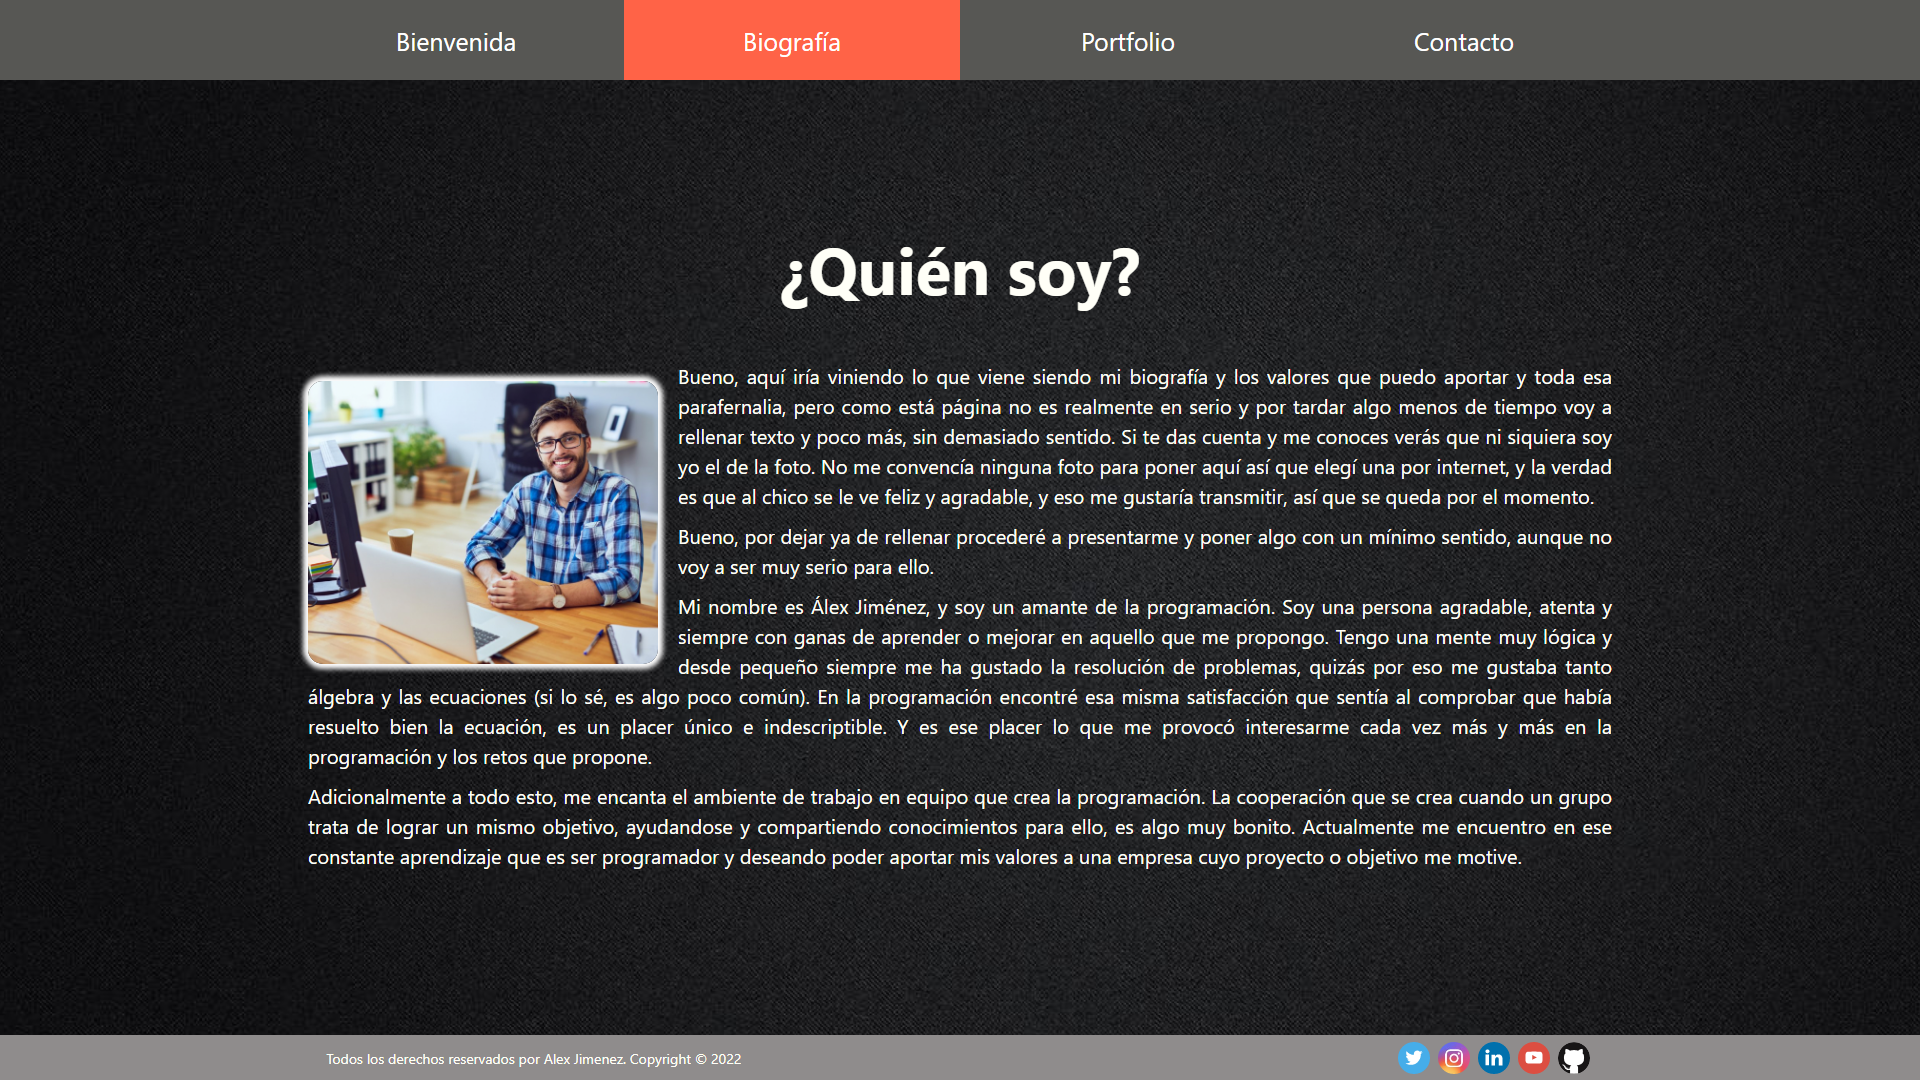 Bienvenida
Biografía
Portfolio
Contacto
¿Quién soy?
Bueno, aquí iría viniendo lo que viene siendo mi biografía y los valores que puedo aportar y toda esa
parafernalia, pero como está página no es realmente en serio y por tardar algo menos de tiempo voy a
rellenar texto y poco más, sin demasiado sentido. Si te das cuenta y me conoces verás que ni siquiera soy
yo el de la foto. No me convencía ninguna foto para poner aquí así que elegí una por internet, y la verdad
es que al chico se le ve feliz y agradable, y eso me gustaría transmitir, así que se queda por el momento.
Bueno, por dejar ya de rellenar procederé a presentarme y poner algo con un mínimo sentido, aunque no
voy a ser muy serio para ello.
Mi nombre es Álex Jiménez, y soy un amante de la programación. Soy una persona agradable, atenta y
siempre con ganas de aprender o mejorar en aquello que me propongo. Tengo una mente muy lógica y
desde pequeño siempre me ha gustado la resolución de problemas, quizás por eso me gustaba tanto
álgebra y las ecuaciones (si lo sé, es algo poco común). En la programación encontré esa misma satisfacción que sentía al comprobar que había
resuelto bien la ecuación, es un placer único e indescriptible. Y es ese placer lo que me provocó interesarme cada vez más y más en la
programación y los retos que propone.
Adicionalmente a todo esto, me encanta el ambiente de trabajo en equipo que crea la programación. La cooperación que se crea cuando un grupo
trata de lograr un mismo objetivo, ayudandose y compartiendo conocimientos para ello, es algo muy bonito. Actualmente me encuentro en ese
constante aprendizaje que es ser programador y deseando poder aportar mis valores a una empresa cuyo proyecto o objetivo me motive.
Todos los derechos reservados por Alex Jimenez. Copyright © 2022
in